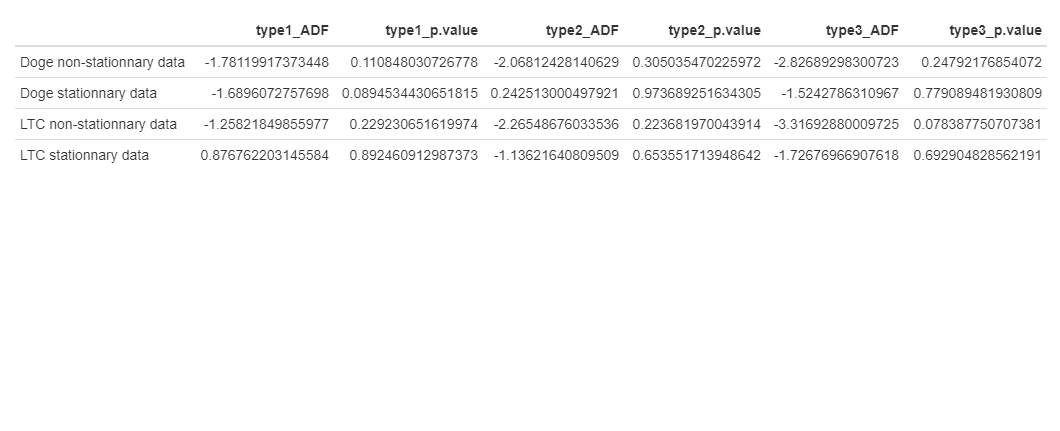 type1_ADF type1_p.value type2_ADF type2_p.value type3_ADF type3_p.value
Doge non-stationnary data -1.78119917373448 0.110848030726778 -2.06812428140629 0.305035470225972 -2.82689298300723 0.24792176854072
Doge stationnary data -1.6896072757698 0.0894534430651815 0.242513000497921 0.973689251634305 -1.5242786310967 0.779089481930809
LTC non-stationnary data -1.25821849855977 0.229230651619974 -2.26548676033536 0.223681970043914 -3.31692880009725 0.078387750707381
LTC stationnary data 0.876762203145584 0.892460912987373 -1.13621640809509 0.653551713948642 -1.72676966907618 0.692904828562191